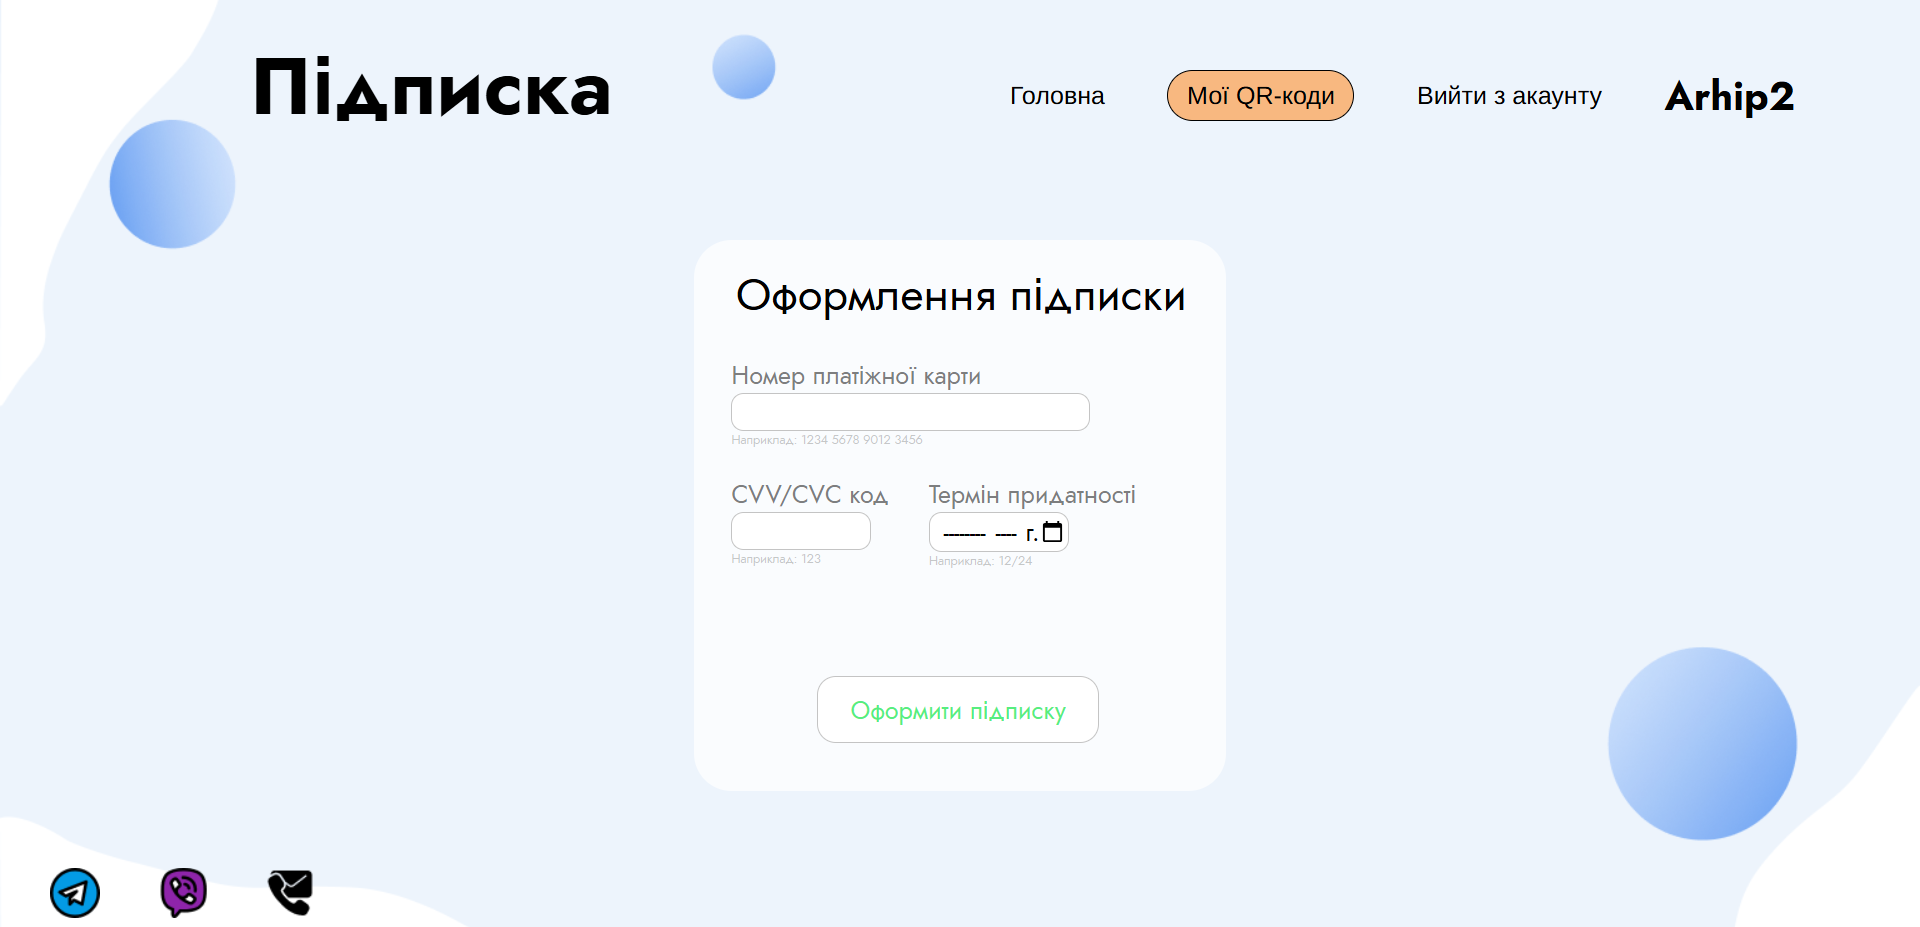 Підписка
Головна
Мої QR-коди
Вийти з акаунту
Arhip2
Оформлення підписки
Номер платіжної карти
Наприклад: 1234 5678 9012 3456
CVV/CVC код
Термін придатності
-------- ---- г.
Наприклад: 123
Наприклад: 12/24
Оформити підписку